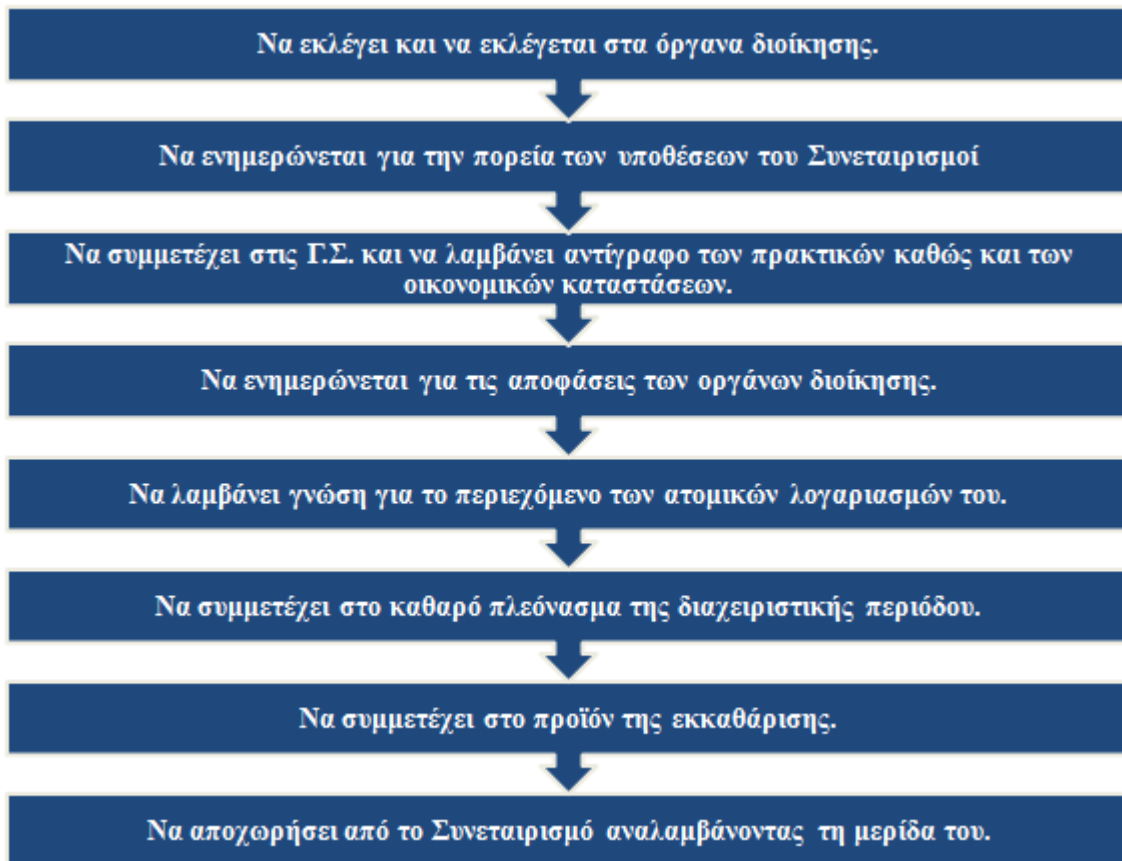 Να εκλέγει και να εκλέγεται στα όργανα διοίκησης.
Να ενημερώνεται για την πορεία των υποθέσεων του Συνεταιρισμοί
Να συμμετέχει στις Γ.Σ. και να λαμβάνει αντίγραφο των πρακτικών καθώς και των
οικονομικών καταστάσεων.
Να ενημερώνεται για τις αποφάσεις των οργάνων διοίκησης.
Να λαμβάνει γνώση για το περιεχόμενο των ατομικών λογαριασμών του.
Να συμμετέχει στο καθαρό πλεόνασμα της διαχειριστικής περιόδου.
Να συμμετέχει στο προϊόν της εκκαθάρισης.
Να αποχωρήσει από το Συνεταιρισμό αναλαμβάνοντας τη μερίδα του.